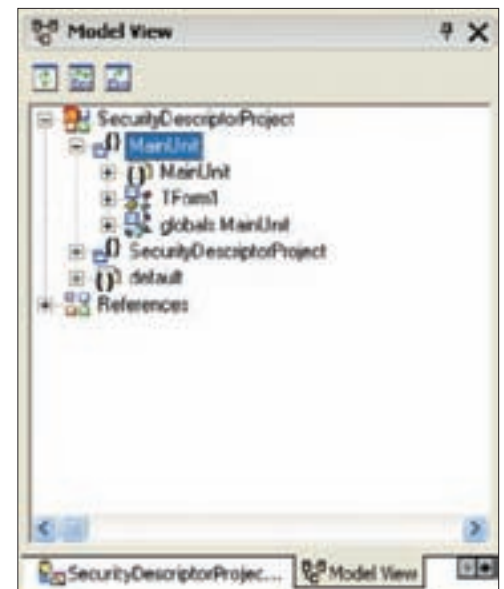 Model View
SecurityDescriptorProject
MainUnit
MainUnit
TForm1
globals MainUnit
SecurityDescriptorProject
default
References
SecurityDescriptorProjec...
Model View